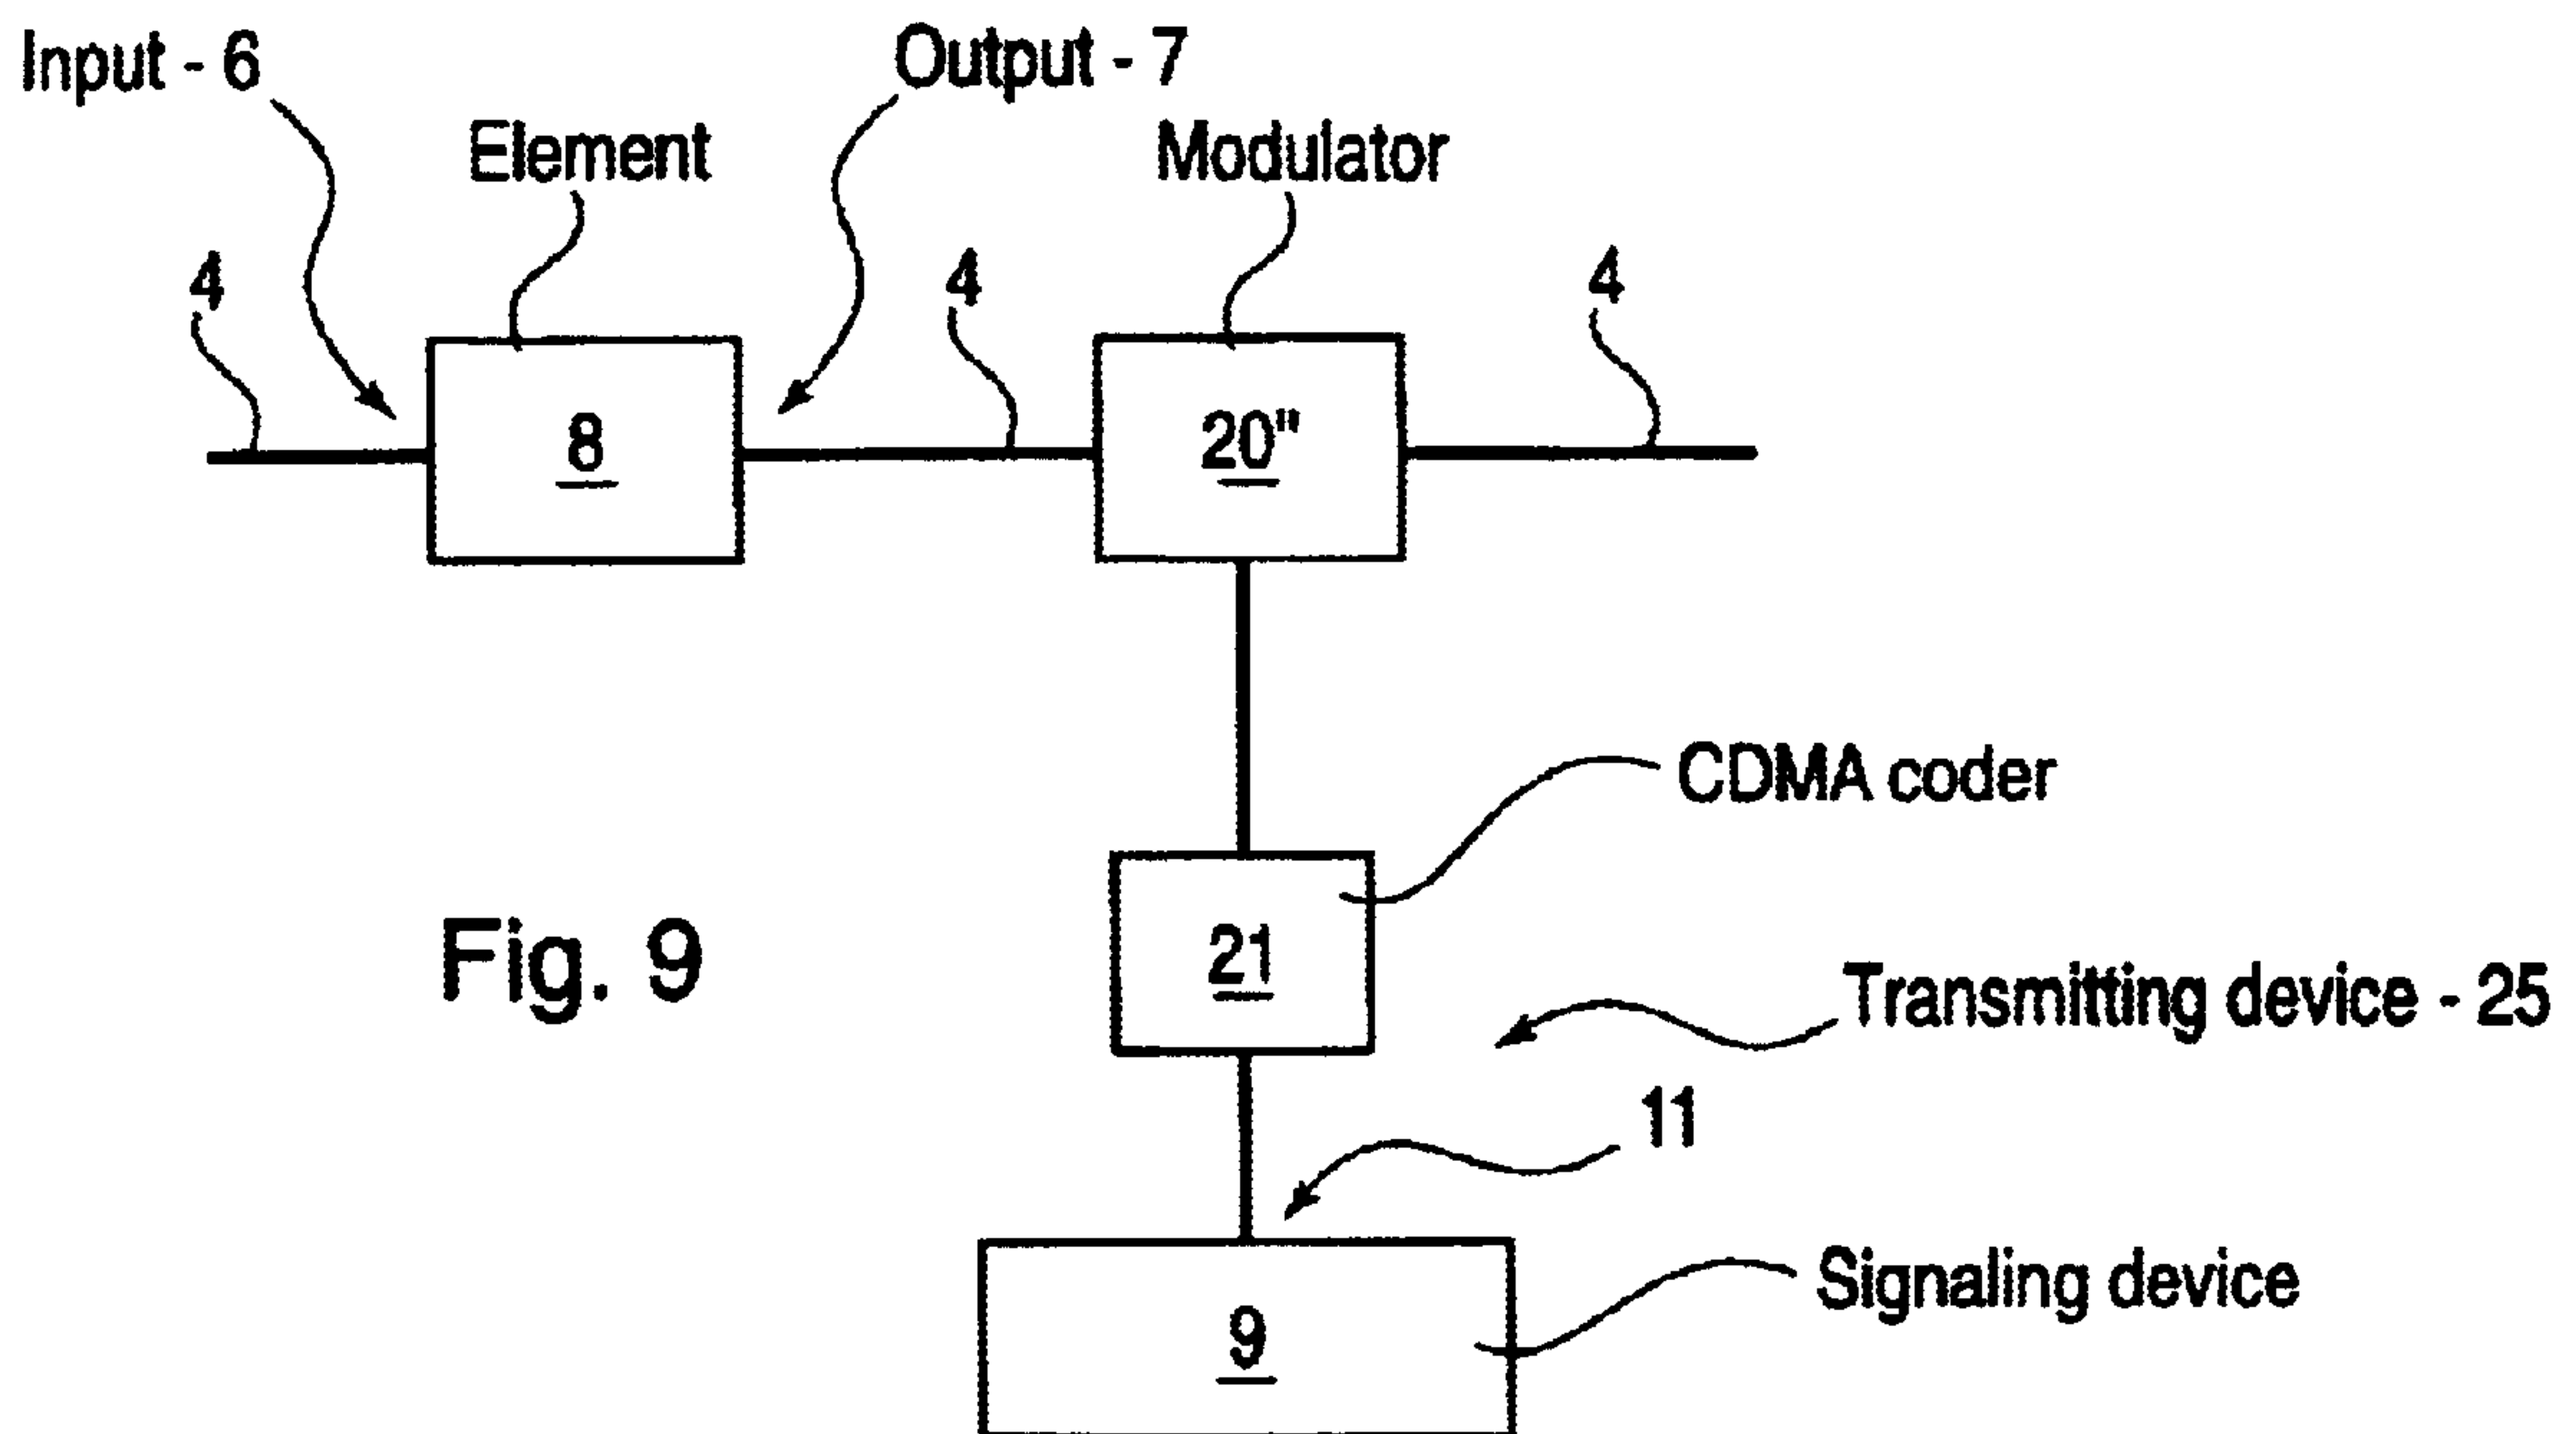 Input - 6
Output - 7
Element
Modulator
4
4
4
8
20"
CDMA coder
21
Fig. 9
Transmitting device - 25
11
Signaling device
9